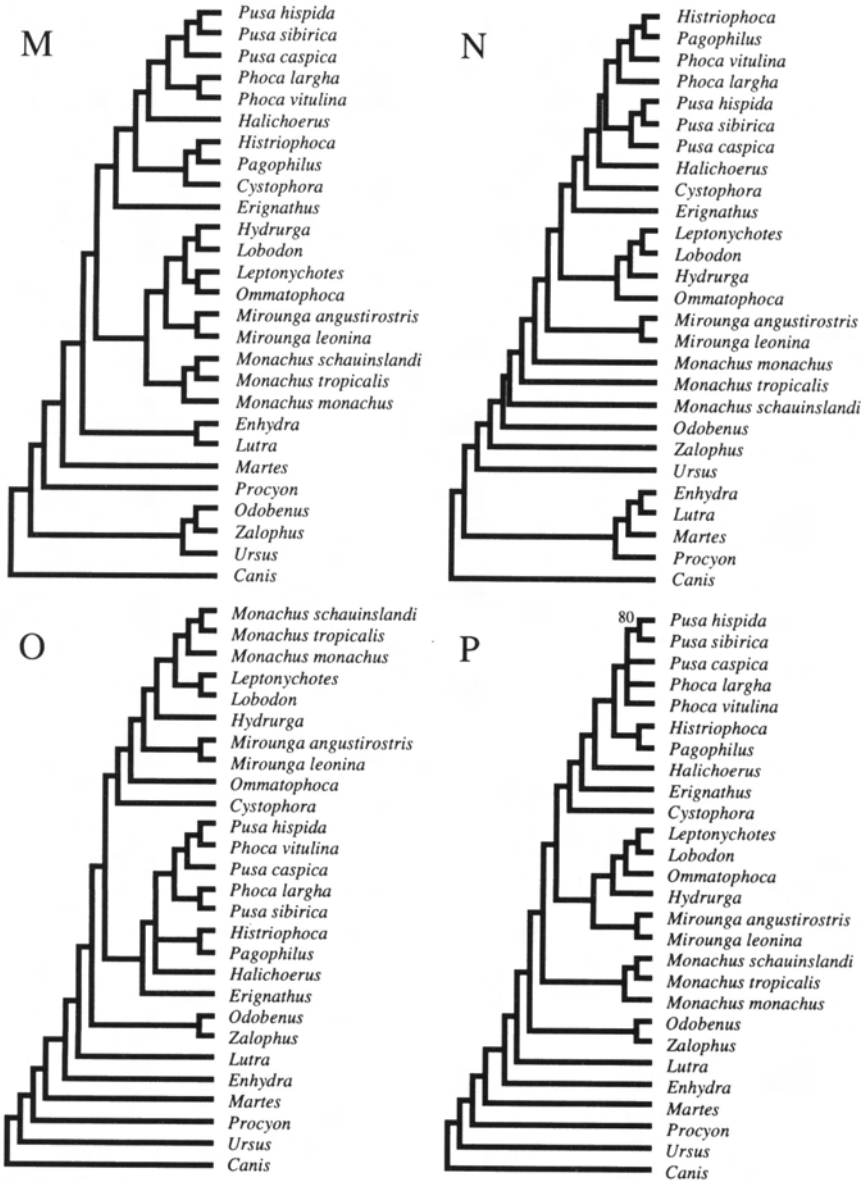 M
Pusa hispida
Pusa sibirica
Pusa caspica
Phoca largha
Phoca vitulina
Halichoerus
Histriophoca
Pagophilus
Cystophora
Erignathus
Hydrurga
Lobodon
Leptonychotes
Ommatophoca
Mirounga angustirostris
Mirounga leonina
Monachus schauinslandi
Monachus tropicalis
Monachus monachus
Enhydra
Lutra
Martes
Procyon
Odobenus
Zalophus
Ursus
Canis
N
Histriophoca
Pagophilus
Phoca vitulina
Phoca largha
Pusa hispida
Pusa sibirica
Pusa caspica
Halichoerus
Cystophora
Erignathus
Leptonychotes
Lobodon
Hydrurga
Ommatophoca
Mirounga angustirostris
Mirounga leonina
Monachus monachus
Monachus tropicalis
Monachus schauinslandi
Odobenus
Zalophus
Ursus
Enhydra
Lutra
Martes
Procyon
Canis
O
Monachus schauinslandi
Monachus tropicalis
Monachus monachus
Leptonychotes
Lobodon
Hydrurga
Mirounga angustirostris
Mirounga leonina
Ommatophoca
Cystophora
Pusa hispida
Phoca vitulina
Pusa caspica
Phoca largha
Pusa sibirica
Histriophoca
Pagophilus
Halichoerus
Erignathus
Odobenus
Zalophus
Lutra
Enhydra
Martes
Procyon
Ursus
Canis
P
80
Pusa hispida
Pusa sibirica
Pusa caspica
Phoca largha
Phoca vitulina
Histriophoca
Pagophilus
Halichoerus
Erignathus
Cystophora
Leptonychotes
Lobodon
Ommatophoca
Hydrurga
Mirounga angustirostris
Mirounga leonina
Monachus schauinslandi
Monachus tropicalis
Monachus monachus
Odobenus
Zalophus
Lutra
Enhydra
Martes
Procyon
Ursus
Canis